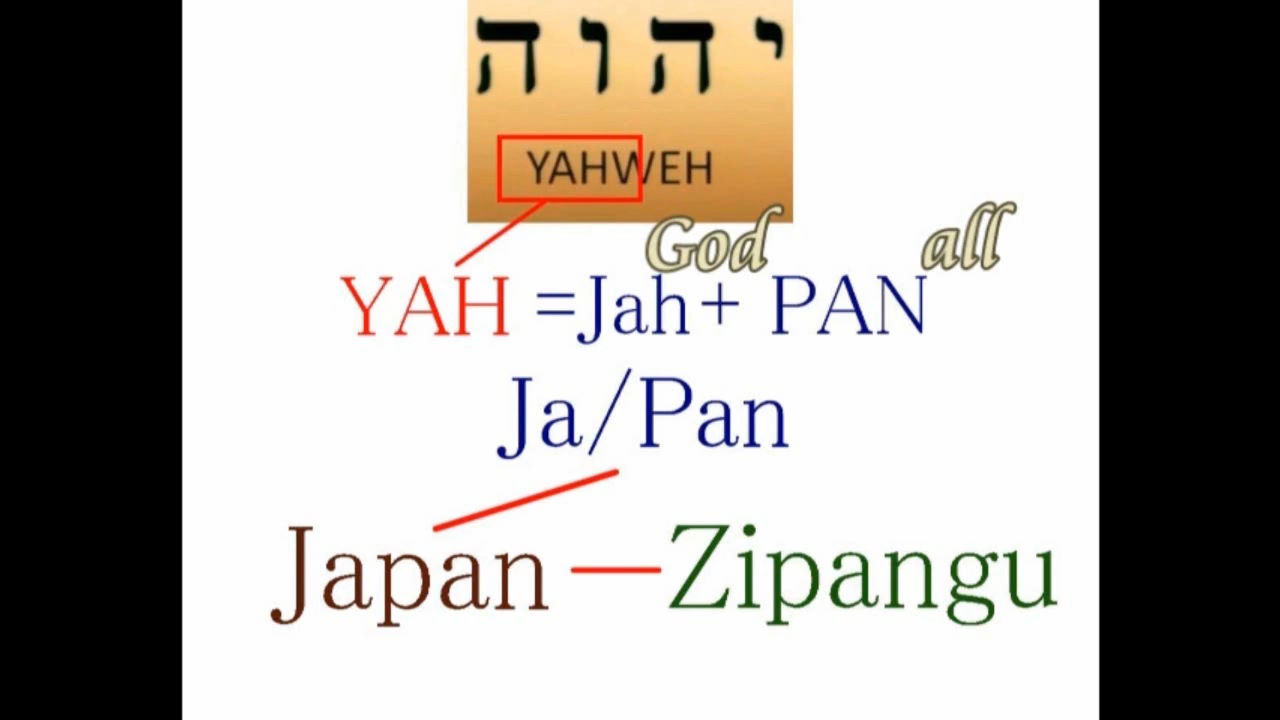 יהוה
YAHWEH
God all
YAH =Jah+ PAN
Ja/Pan
Japan — Zipangu